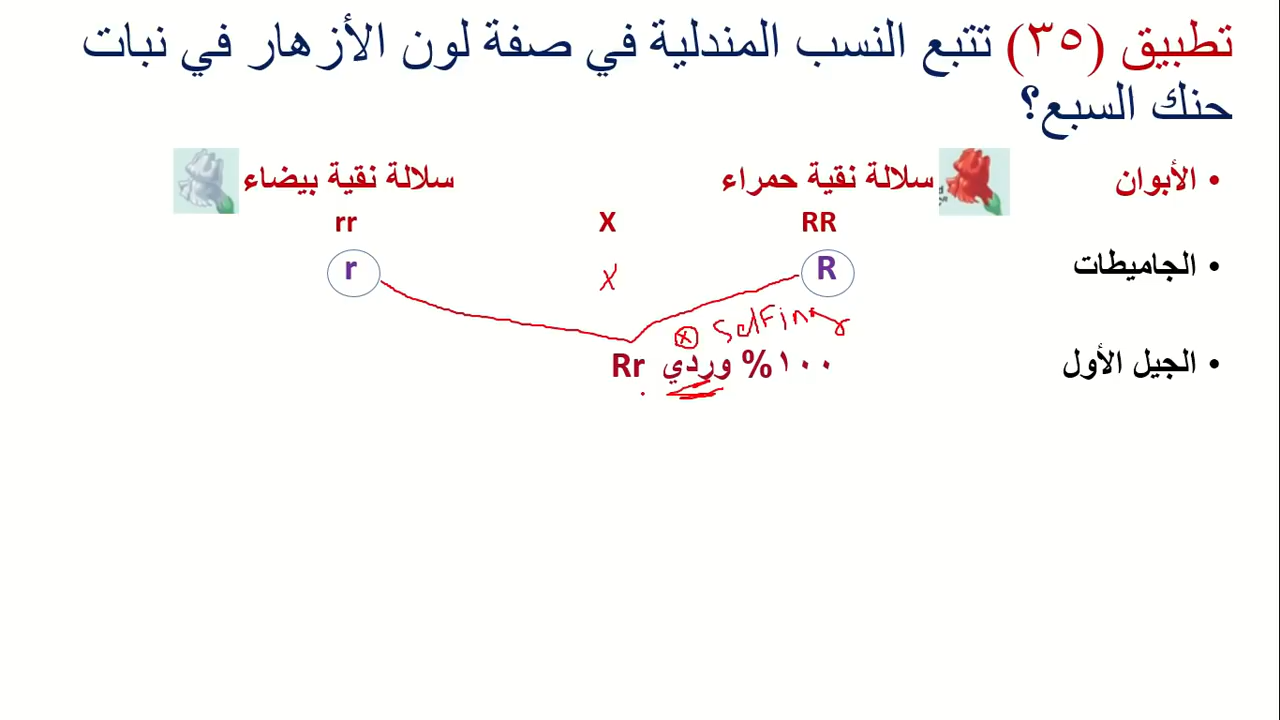 تطبيق (٣٥) تتبع النسب المندلية في صفة لون الأزهار في نبات
حنك السبع؟
• الأبوان سلالة نقية حمراء سلالة نقية بيضاء
RR X rr
• الجاميطات R X r
Selfing
• الجيل الأول ١٠٠% وردي Rr